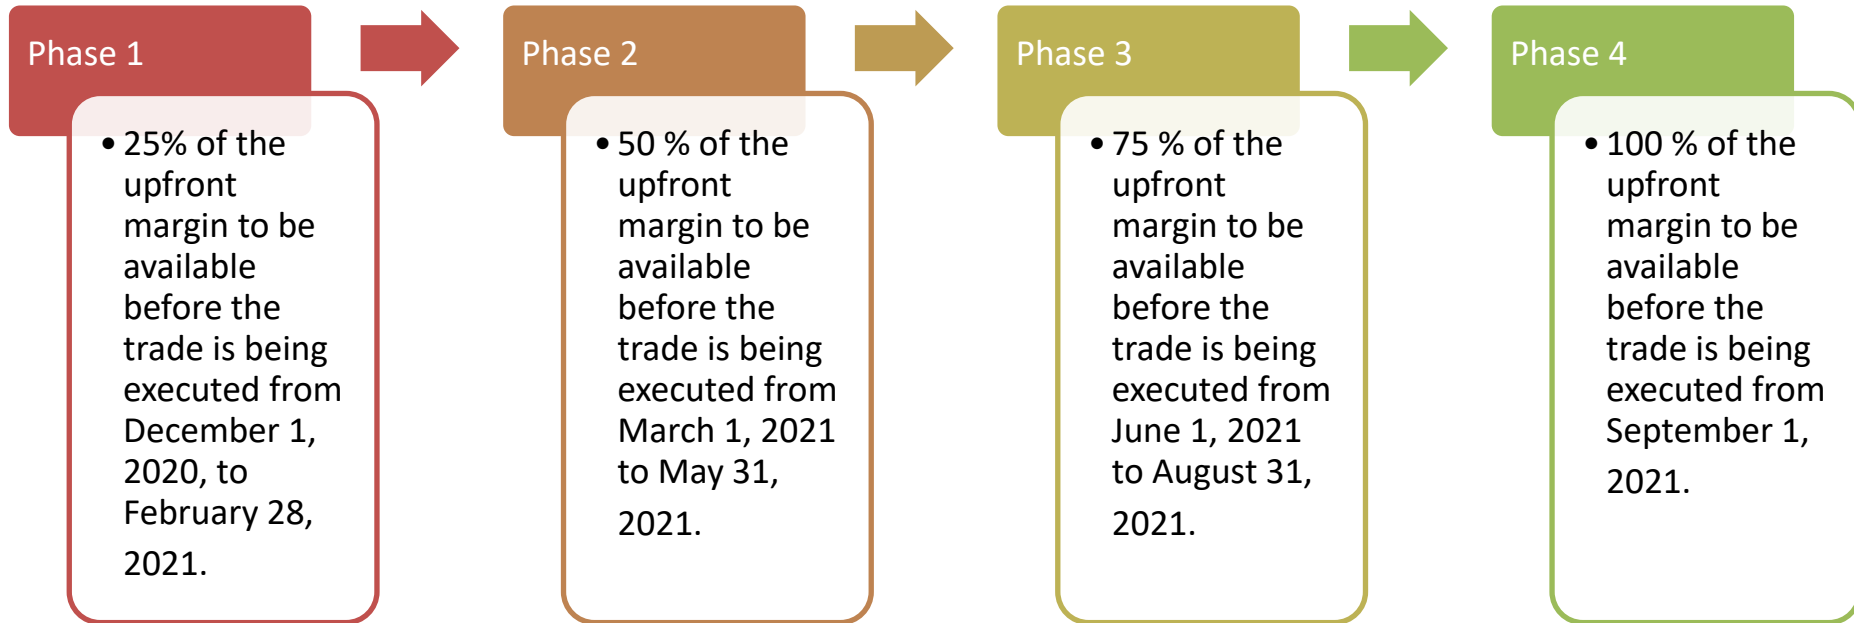 Phase 1
• 25% of the
upfront
margin to be
available
before the
trade is being
executed from
December 1,
2020, to
February 28,
2021.
Phase 2
• 50 % of the
upfront
margin to be
available
before the
trade is being
executed from
March 1, 2021
to May 31,
2021.
Phase 3
• 75 % of the
upfront
margin to be
available
before the
trade is being
executed from
June 1, 2021
to August 31,
2021.
Phase 4
• 100 % of the
upfront
margin to be
available
before the
trade is being
executed from
September 1,
2021.